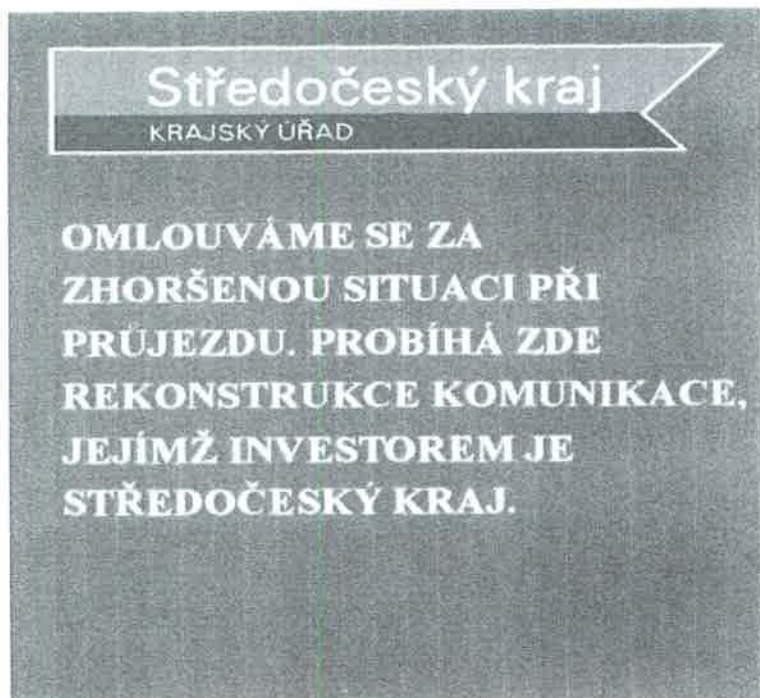 Středočeský kraj
KRAJSKÝ ÚŘAD
OMLOUVÁME SE ZA
ZHORŠENOU SITUACI PŘI
PRŮJEZDU. PROBÍHÁ ZDE
REKONSTRUKCE KOMUNIKACE,
JEJÍMŽ INVESTOREM JE
STŘEDOČESKÝ KRAJ.